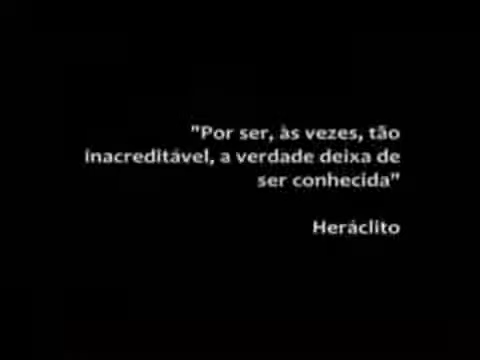 "Por ser, às vezes, tão
inacreditável, a verdade deixa de
ser conhecida"
Heráclito